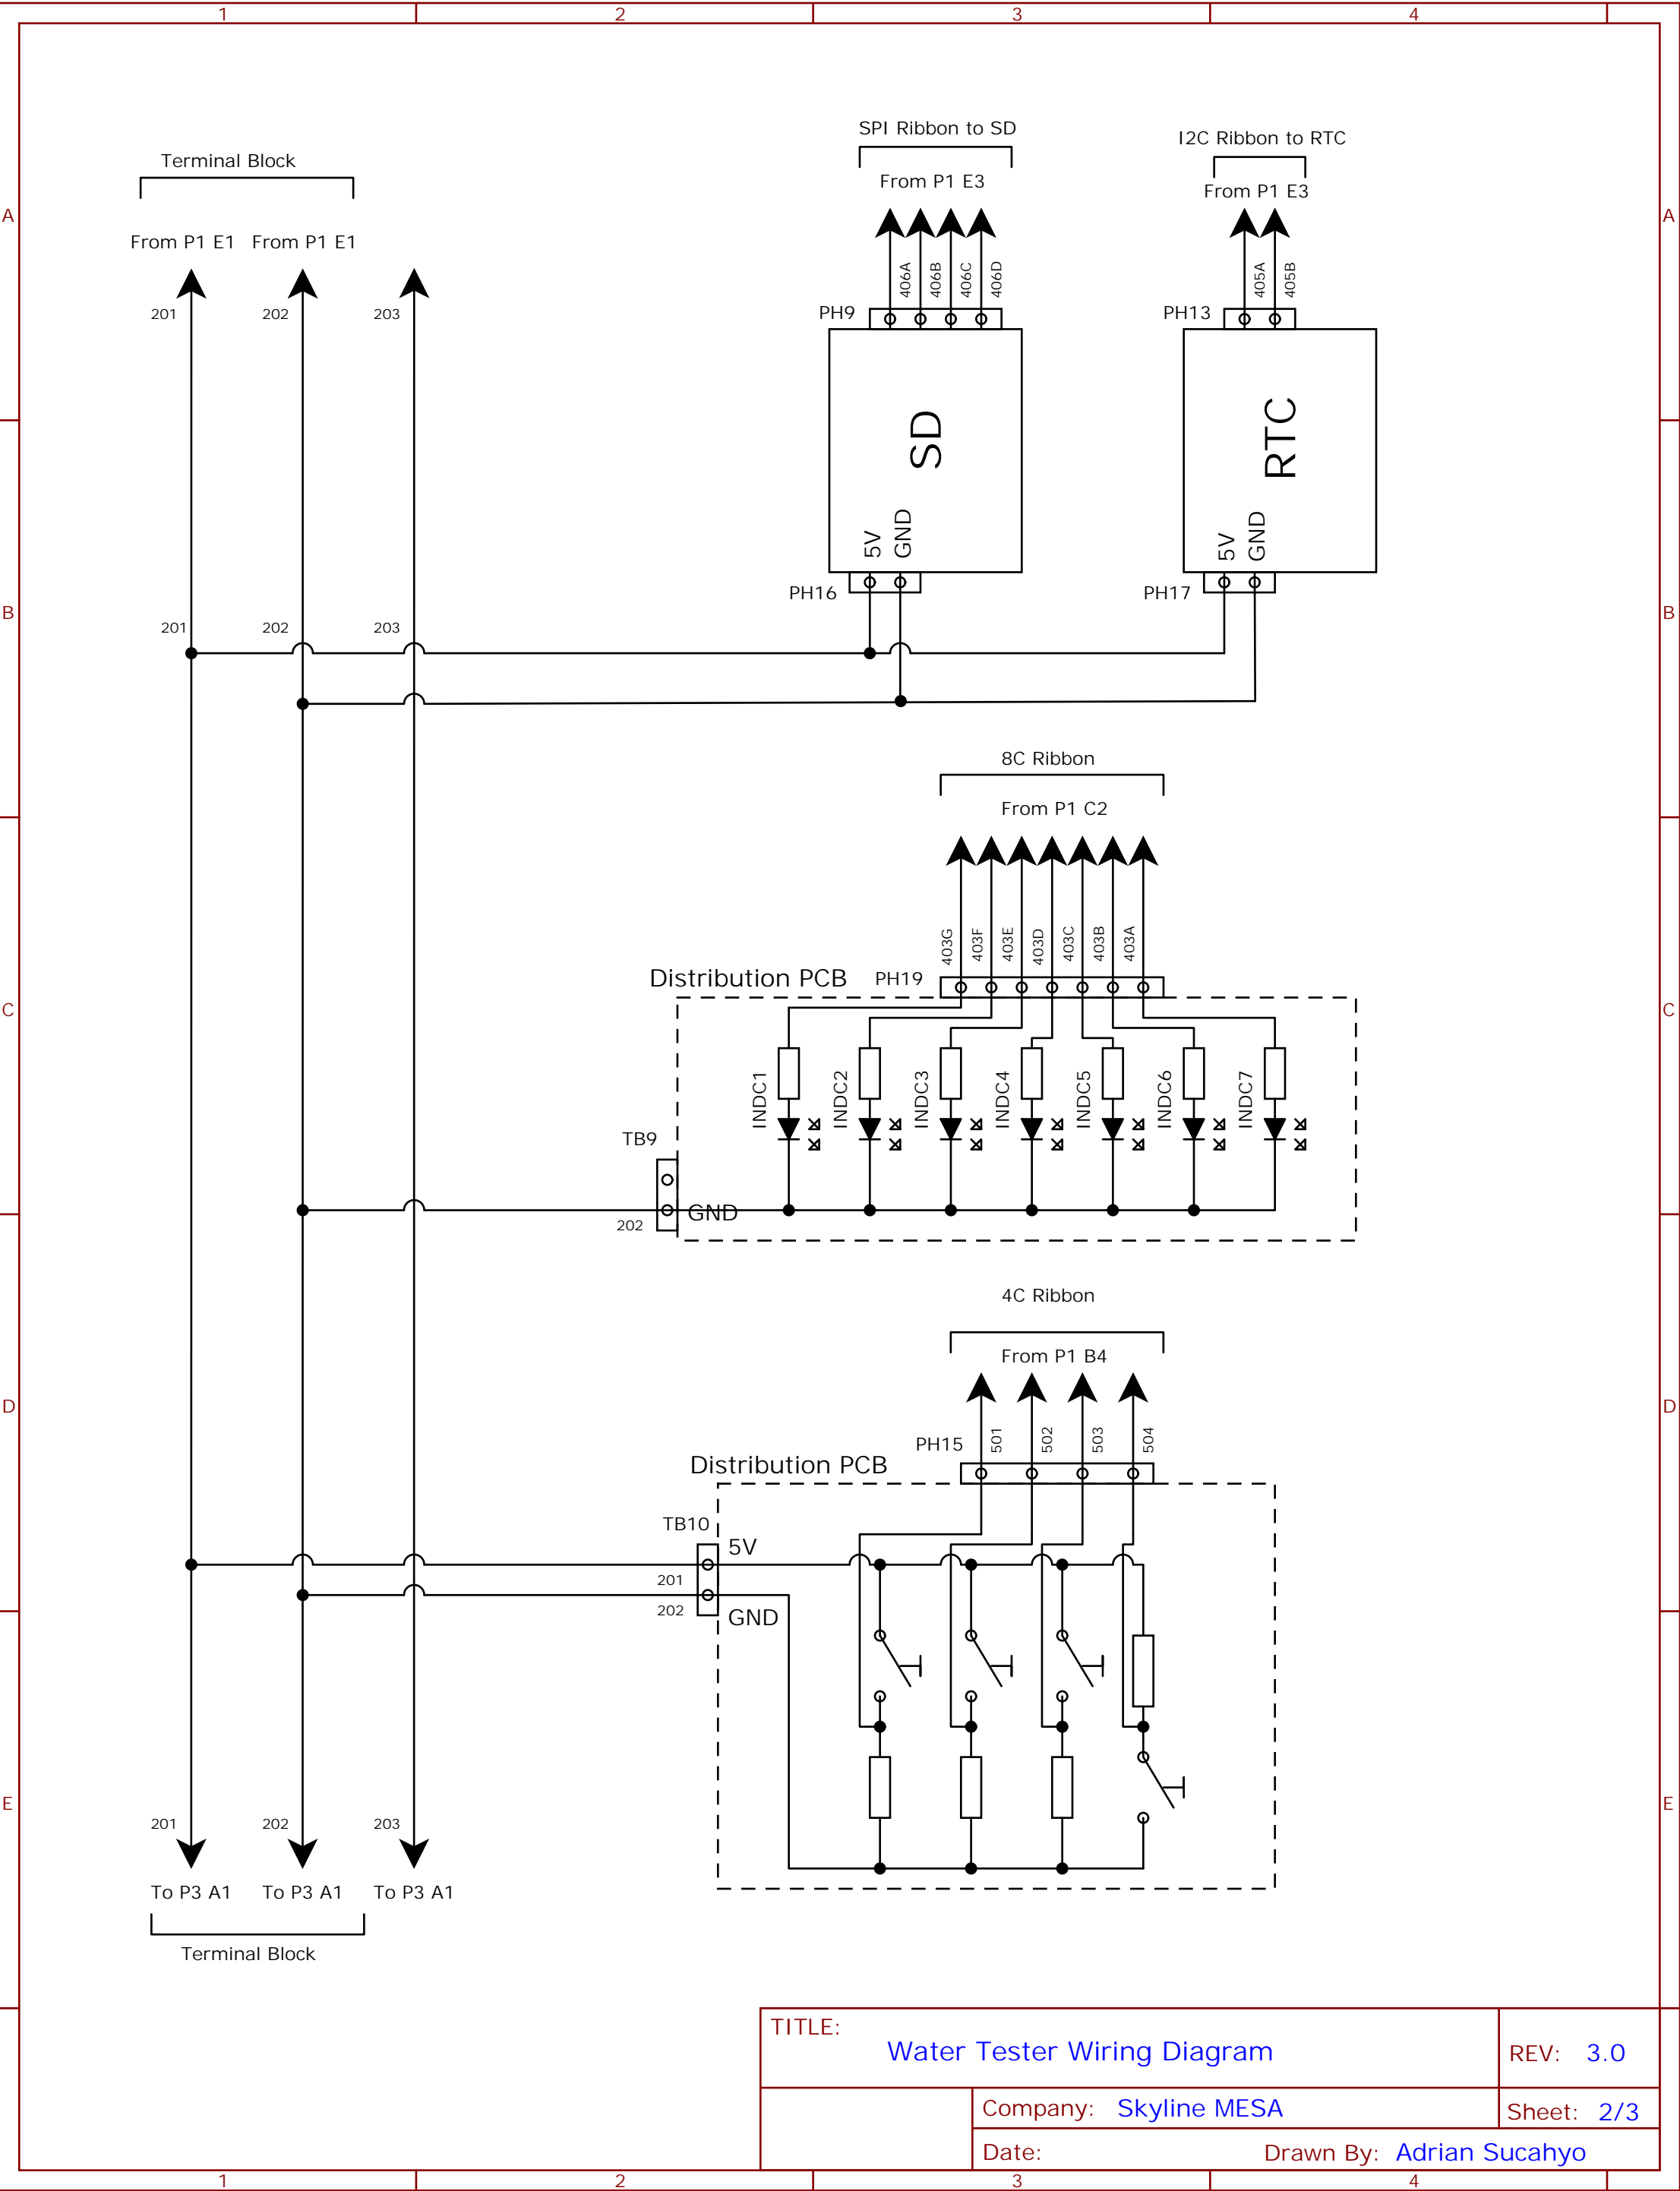 1 2 3 4
SPI Ribbon to SD
I2C Ribbon to RTC
Terminal Block
From P1 E3
From P1 E3
A A
From P1 E1 From P1 E1
406A 406B 406C 406D
405A 405B
201 202 203
PH9
PH13
SD
RTC
5V GND
5V GND
PH16
PH17
B B
201 202 203
8C Ribbon
From P1 C2
403G 403F 403E 403D 403C 403B 403A
Distribution PCB PH19
C C
INDC1 INDC2 INDC3 INDC4 INDC5 INDC6 INDC7
TB9
GND
202
4C Ribbon
From P1 B4
D D
501 502 503 504
PH15
Distribution PCB
TB10
5V
201
202
GND
E E
201 202 203
To P3 A1 To P3 A1 To P3 A1
Terminal Block
TITLE:
Water Tester Wiring Diagram
REV: 3.0
Company: Skyline MESA
Sheet: 2/3
Date:
Drawn By: Adrian Sucahyo
1 2 3 4